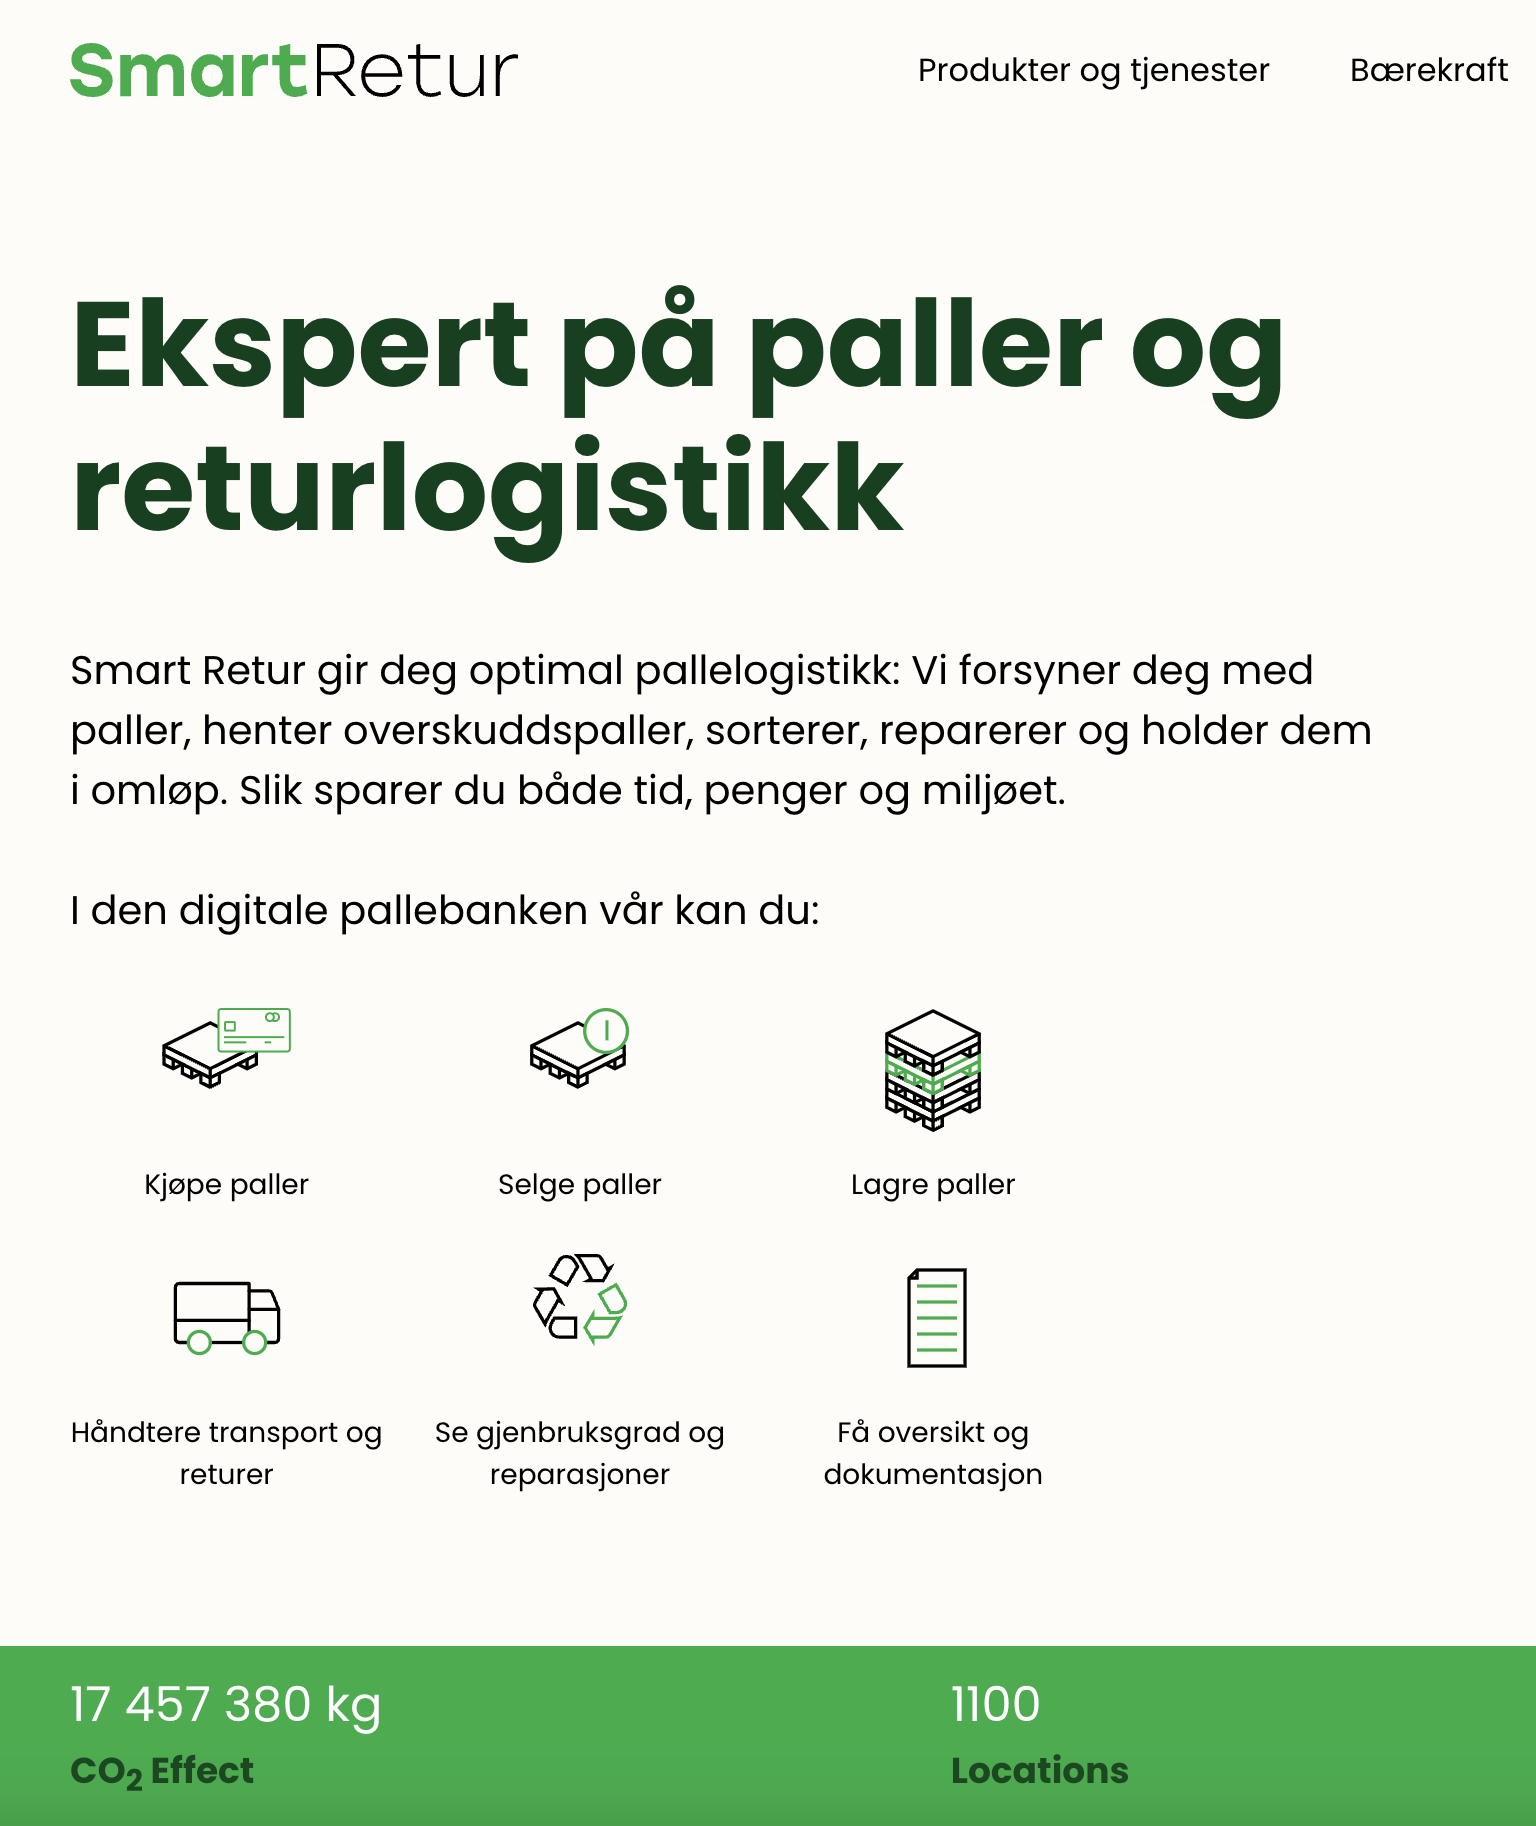 SmartRetur
Produkter og tjenester
Bærekraft
Ekspert på paller og
returlogistikk
Smart Retur gir deg optimal pallelogistikk: Vi forsyner deg med
paller, henter overskuddspaller, sorterer, reparerer og holder dem
i omløp. Slik sparer du både tid, penger og miljøet.
I den digitale pallebanken vår kan du:
Kjøpe paller
Selge paller
Lagre paller
Håndtere transport og
returer
Se gjenbruksgrad og
reparasjoner
Få oversikt og
dokumentasjon
17 457 380 kg
CO₂ Effect
1100
Locations